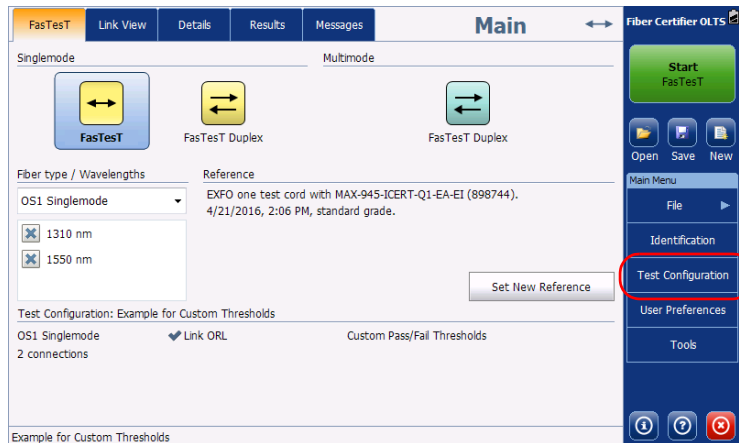 FasTesT Link View Details Results Messages Main Fiber Certifier OLTS
Singlemode Multimode
Start
FasTesT
FasTesT FasTesT Duplex FasTesT Duplex
Open Save New
Fiber type / Wavelengths Reference
Main Menu
OS1 Singlemode
EXFO one test cord with MAX-945-ICERT-Q1-EA-EI (898744).
4/21/2016, 2:06 PM, standard grade.
File
1310 nm
1550 nm
Identification
Set New Reference
Test Configuration
Test Configuration: Example for Custom Thresholds
User Preferences
OS1 Singlemode Link ORL Custom Pass/Fail Thresholds
2 connections
Tools
Example for Custom Thresholds